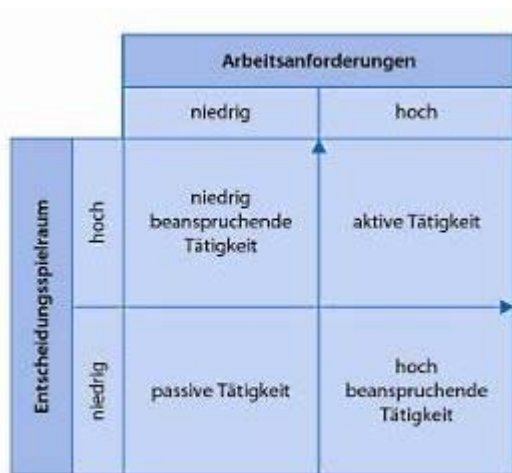 Arbeitsanforderungen
niedrig
hoch
Entscheidungsspielraum
hoch
niedrig
beanspruchende
Tätigkeit
aktive Tätigkeit
niedrig
passive Tätigkeit
hoch
beanspruchende
Tätigkeit